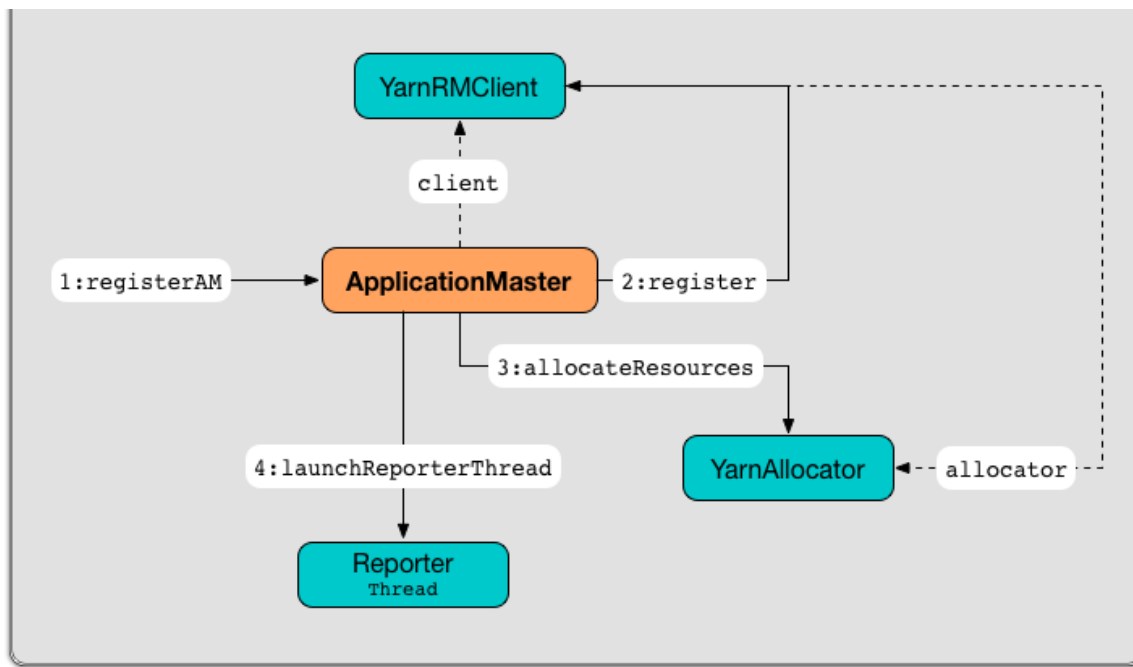 YarnRMClient
client
1:registerAM
ApplicationMaster
2:register
3:allocateResources
4:launchReporterThread
YarnAllocator
allocator
Reporter
Thread